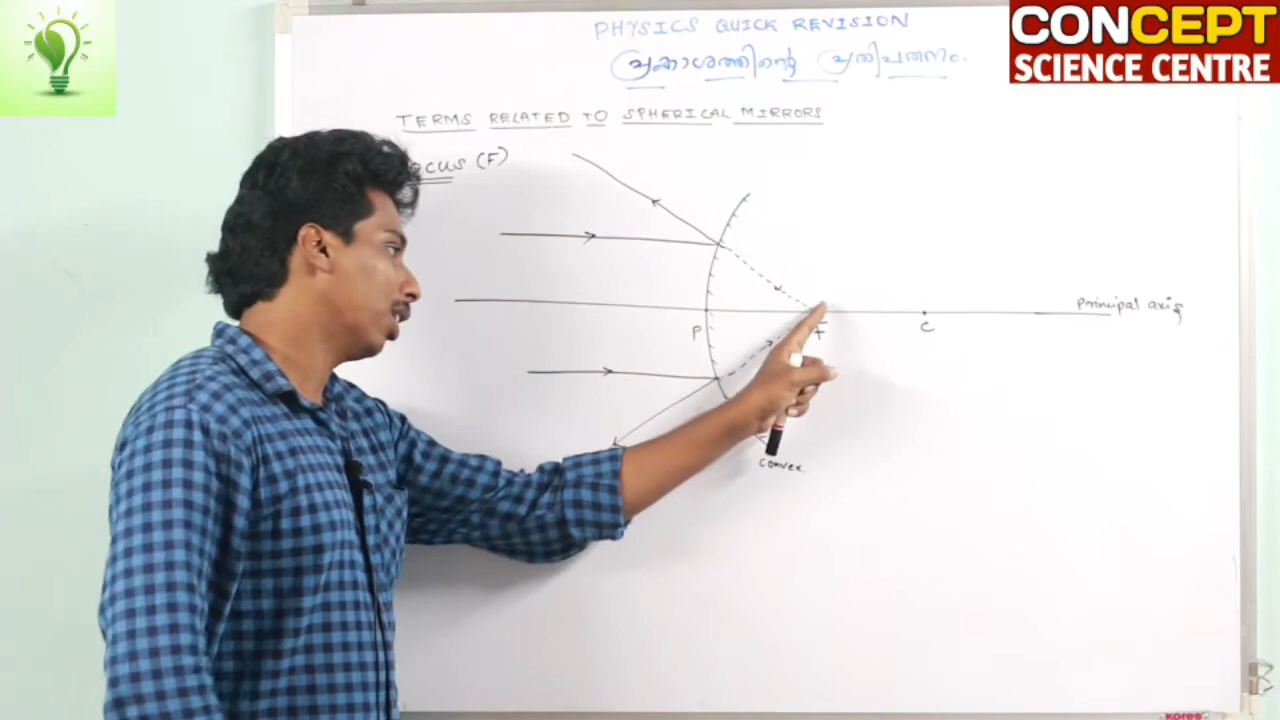 PHYSICS QUICK REVISION
പ്രകാശത്തിന്റെ പ്രതിപതനം.
CONCEPT
SCIENCE CENTRE
TERMS RELATED TO SPHERICAL MIRRORS
OCUS (F)
principal axis
P
F
C
convex
kores